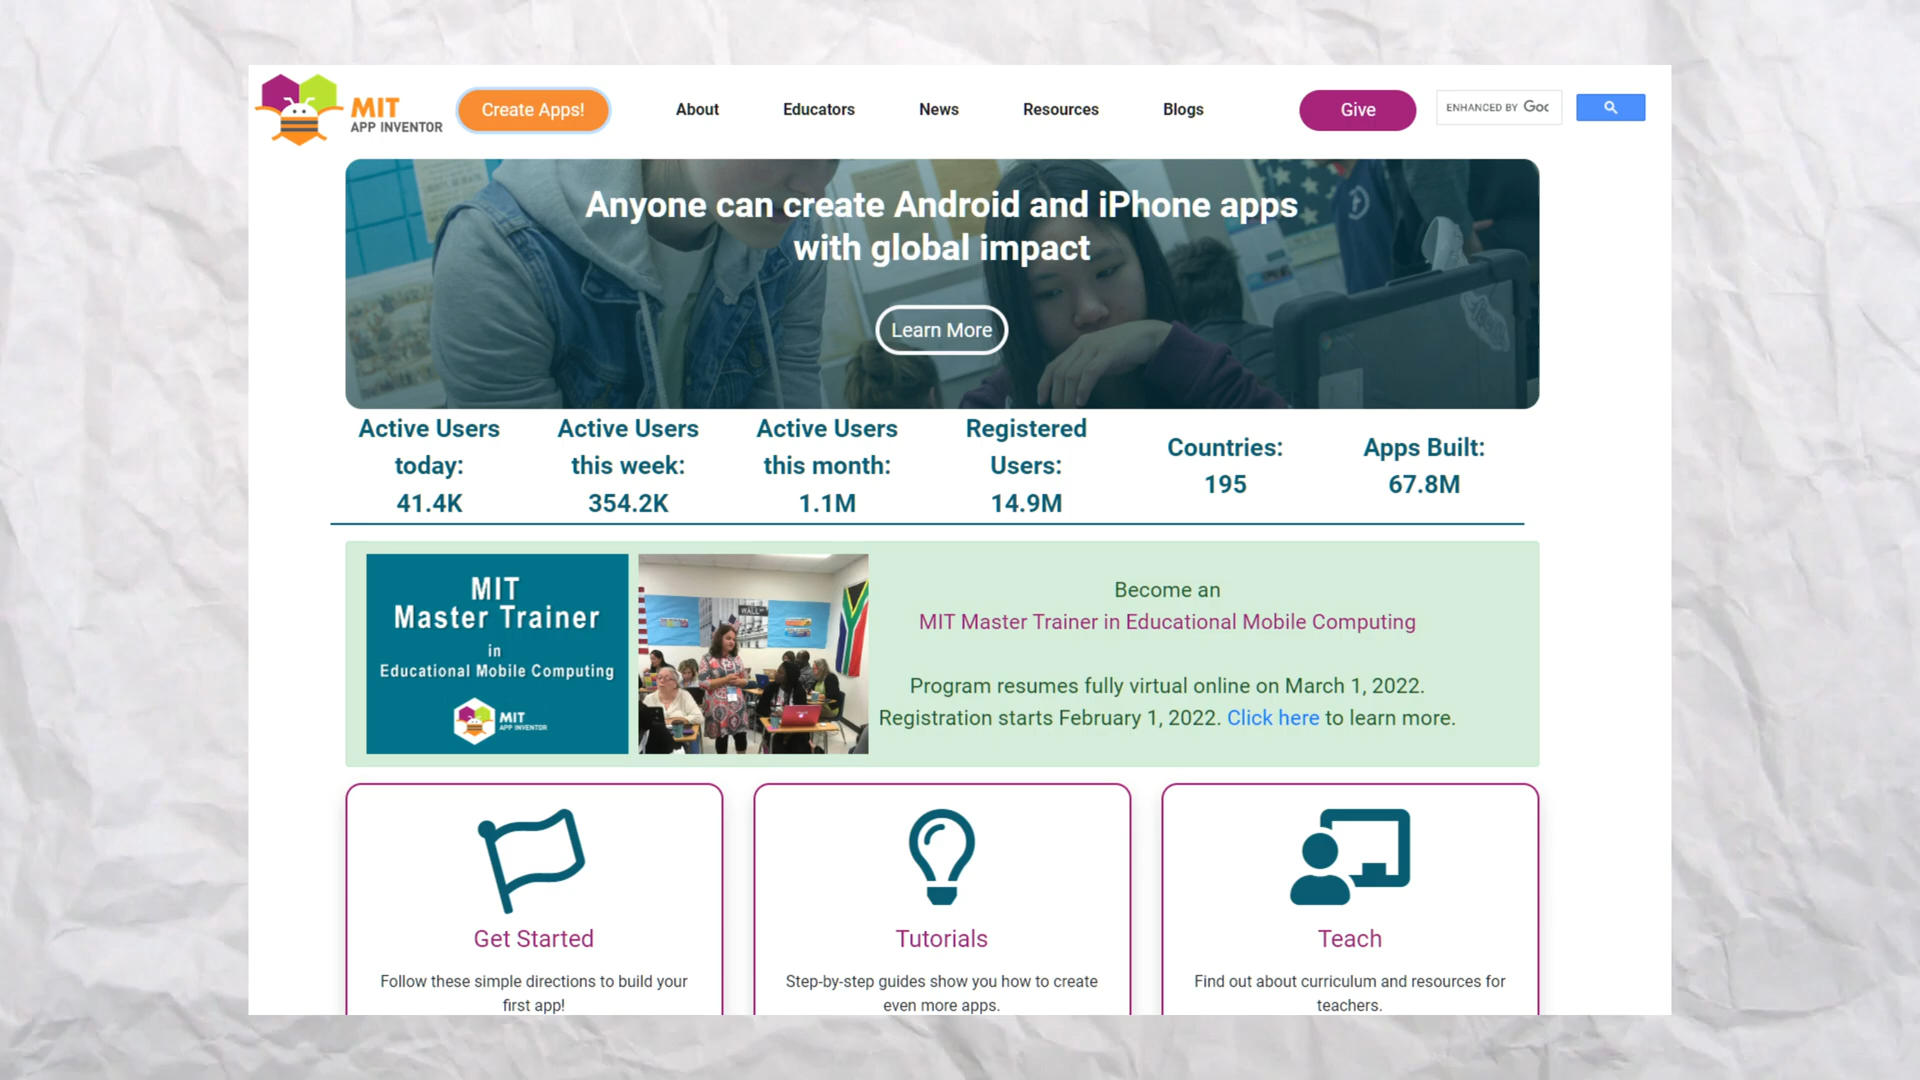 MIT
APP INVENTOR
Create Apps!
About
Educators
News
Resources
Blogs
Give
ENHANCED BY Goo
Anyone can create Android and iPhone apps
with global impact
Learn More
Active Users
today:
41.4K
Active Users
this week:
354.2K
Active Users
this month:
1.1M
Registered
Users:
14.9M
Countries:
195
Apps Built:
67.8M
MIT
Master Trainer
in
Educational Mobile Computing
MIT
APP INVENTOR
WALL
Become an
MIT Master Trainer in Educational Mobile Computing
Program resumes fully virtual online on March 1, 2022.
Registration starts February 1, 2022. Click here to learn more.
Get Started
Follow these simple directions to build your
first app!
Tutorials
Step-by-step guides show you how to create
even more apps.
Teach
Find out about curriculum and resources for
teachers.